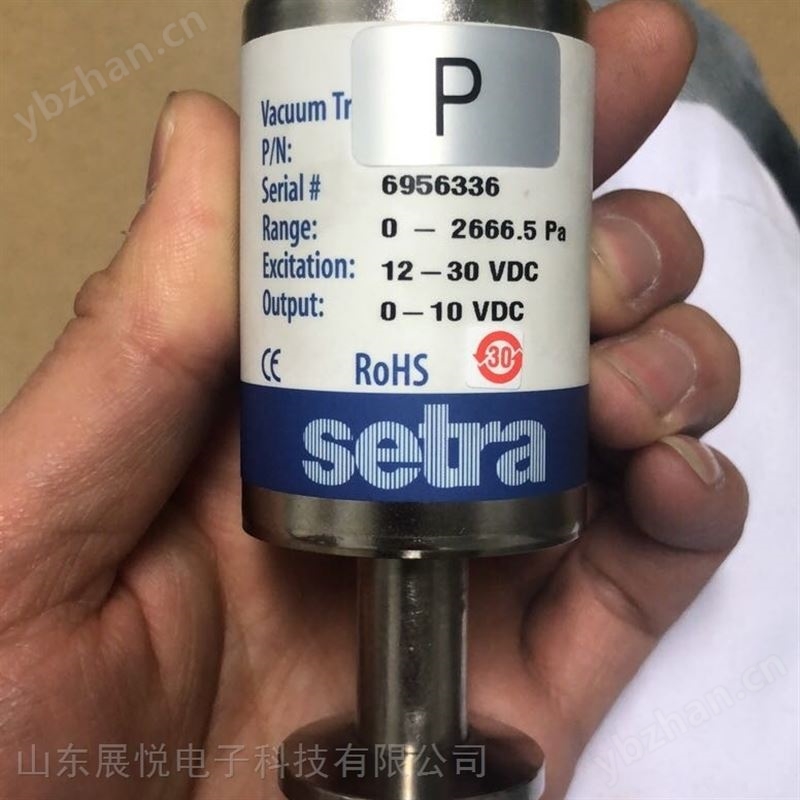 P
Vacuum Tr
P/N:
Serial # 6956336
Range: 0 – 2666.5 Pa
Excitation: 12 – 30 VDC
Output: 0 – 10 VDC
CE RoHS 30
setra
ybzhan.cn
ybzhan.cn
山东展悦电子科技有限公司